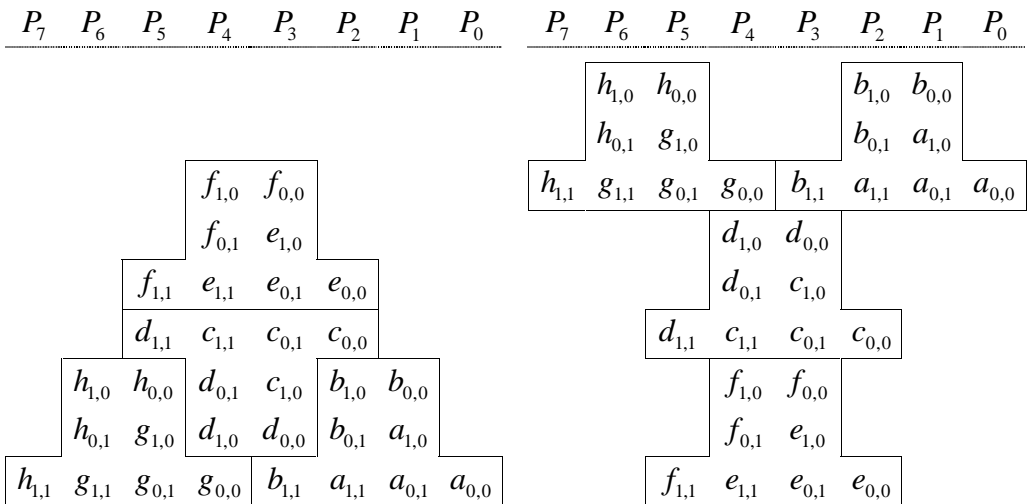 P₇ P₆ P₅ P₄ P₃ P₂ P₁ P₀
f₁,₀ f₀,₀
f₀,₁ e₁,₀
f₁,₁ e₁,₁ e₀,₁ e₀,₀
d₁,₁ c₁,₁ c₀,₁ c₀,₀
h₁,₀ h₀,₀ d₀,₁ c₁,₀ b₁,₀ b₀,₀
h₀,₁ g₁,₀ d₁,₀ d₀,₀ b₀,₁ a₁,₀
h₁,₁ g₁,₁ g₀,₁ g₀,₀ b₁,₁ a₁,₁ a₀,₁ a₀,₀
P₇ P₆ P₅ P₄ P₃ P₂ P₁ P₀
h₁,₀ h₀,₀ b₁,₀ b₀,₀
h₀,₁ g₁,₀ b₀,₁ a₁,₀
h₁,₁ g₁,₁ g₀,₁ g₀,₀ b₁,₁ a₁,₁ a₀,₁ a₀,₀
d₁,₀ d₀,₀
d₀,₁ c₁,₀
d₁,₁ c₁,₁ c₀,₁ c₀,₀
f₁,₀ f₀,₀
f₀,₁ e₁,₀
f₁,₁ e₁,₁ e₀,₁ e₀,₀